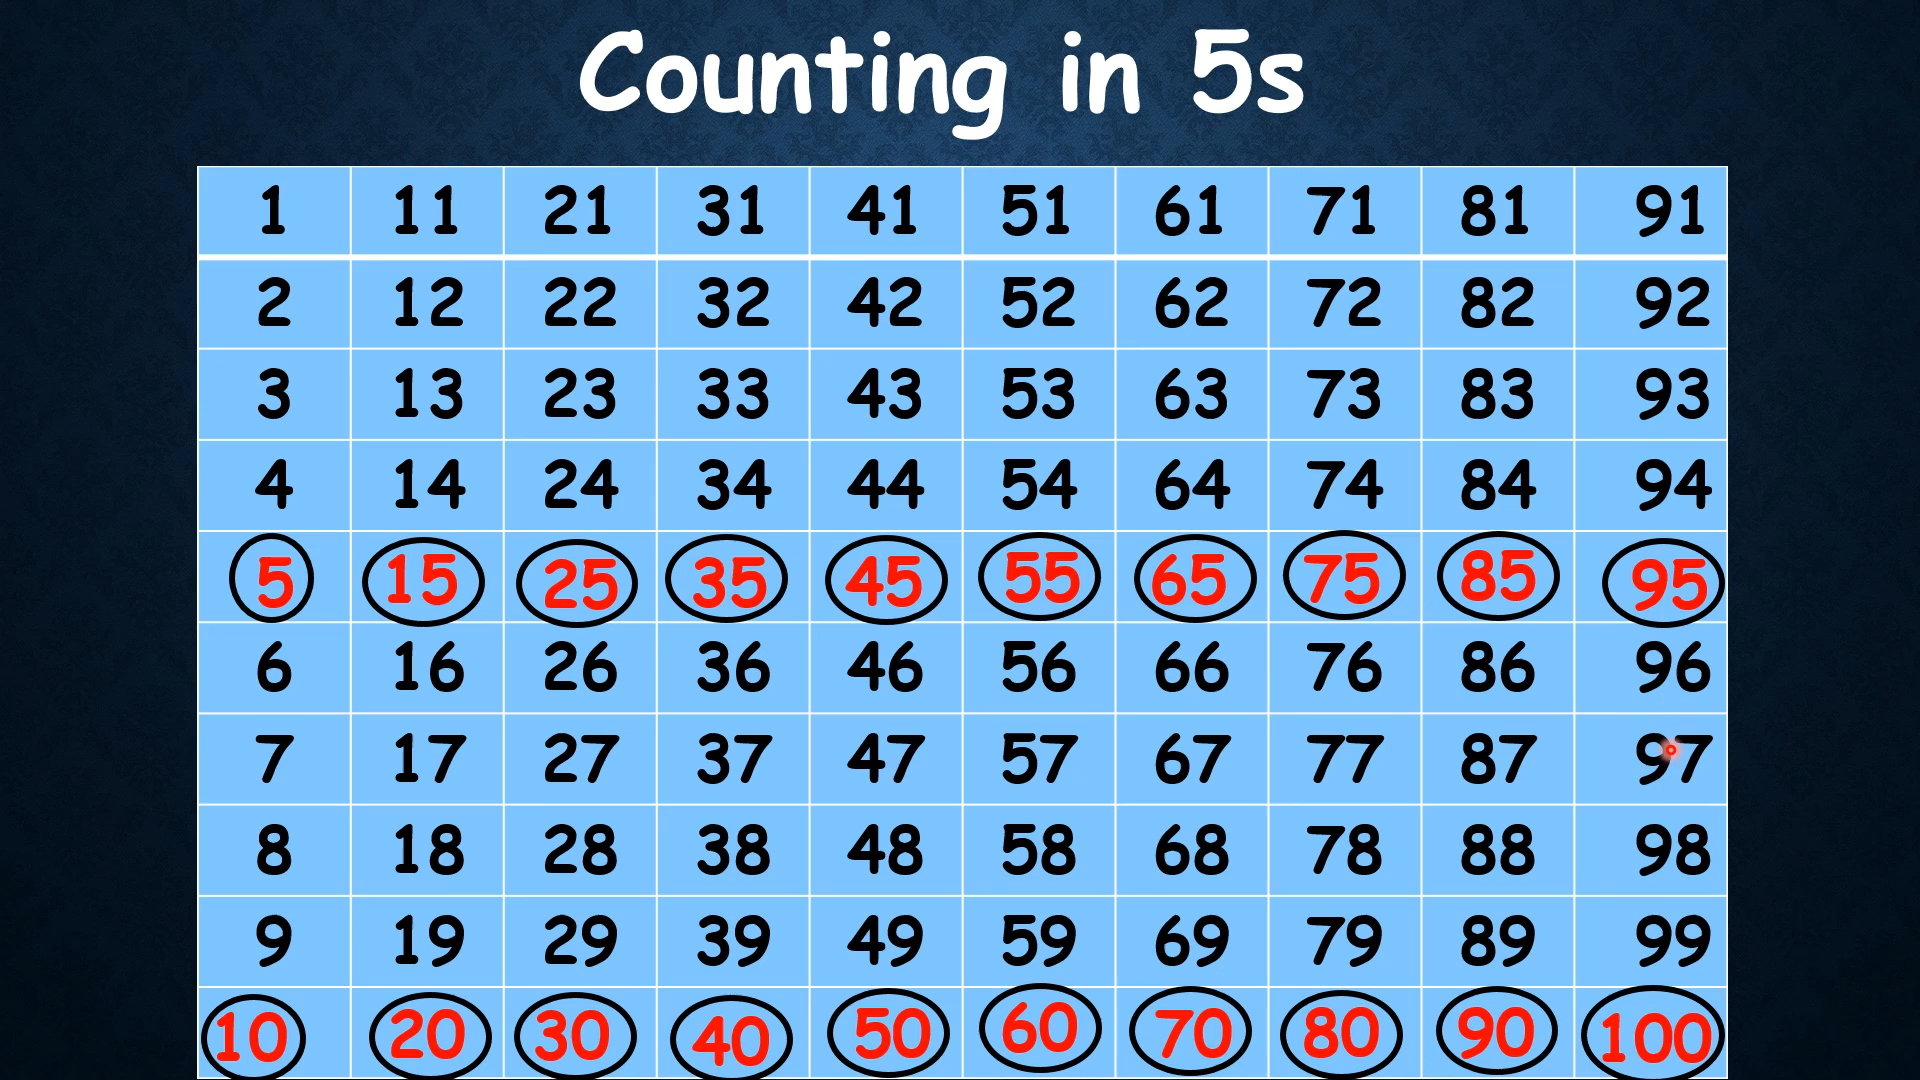 Counting in 5s
1 11 21 31 41 51 61 71 81 91
2 12 22 32 42 52 62 72 82 92
3 13 23 33 43 53 63 73 83 93
4 14 24 34 44 54 64 74 84 94
5 15 25 35 45 55 65 75 85 95
6 16 26 36 46 56 66 76 86 96
7 17 27 37 47 57 67 77 87 97
8 18 28 38 48 58 68 78 88 98
9 19 29 39 49 59 69 79 89 99
10 20 30 40 50 60 70 80 90 100